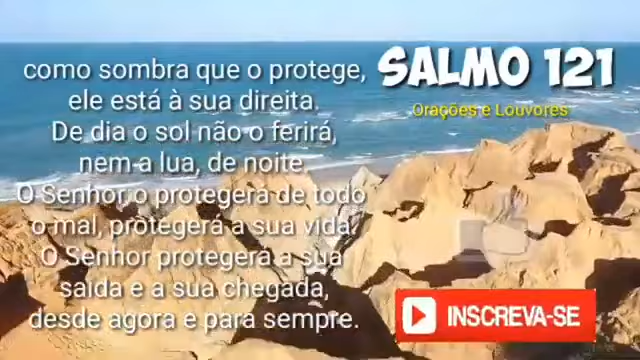 SALMO 121
Orações e Louvores
como sombra que o protege,
ele está à sua direita.
De dia o sol não o ferirá,
nem a lua, de noite.
O Senhor o protegerá de todo
o mal, protegerá a sua vida.
O Senhor protegerá a sua
saída e a sua chegada,
desde agora e para sempre.
INSCREVA-SE